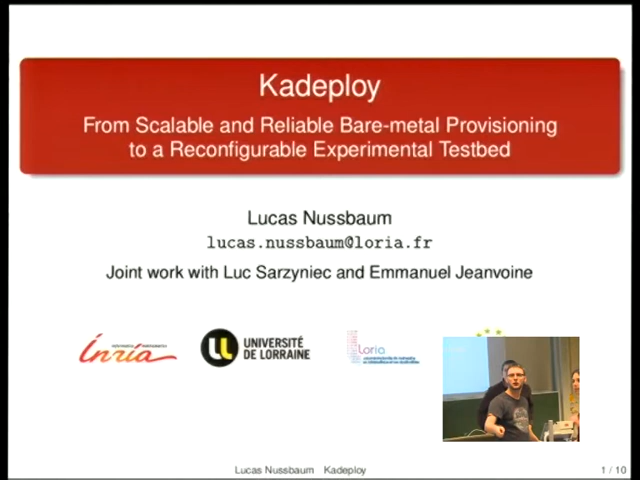 Kadeploy
From Scalable and Reliable Bare-metal Provisioning
to a Reconfigurable Experimental Testbed
Lucas Nussbaum
lucas.nussbaum@loria.fr
Joint work with Luc Sarzyniec and Emmanuel Jeanvoine
Inria
UNIVERSITÉ
DE LORRAINE
loria
Lucas Nussbaum Kadeploy
1 / 10